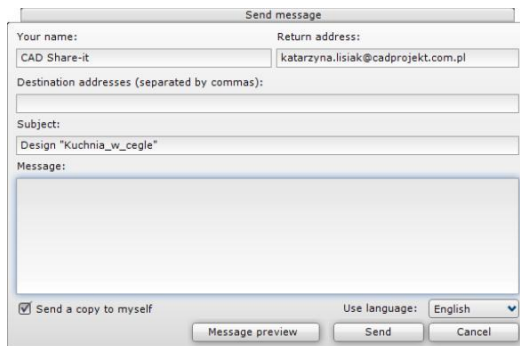 Send message
Your name: Return address:
CAD Share-it katarzyna.lisiak@cadprojekt.com.pl
Destination addresses (separated by commas):
Subject:
Design "Kuchnia_w_cegle"
Message:
Send a copy to myself Use language: English
Message preview Send Cancel